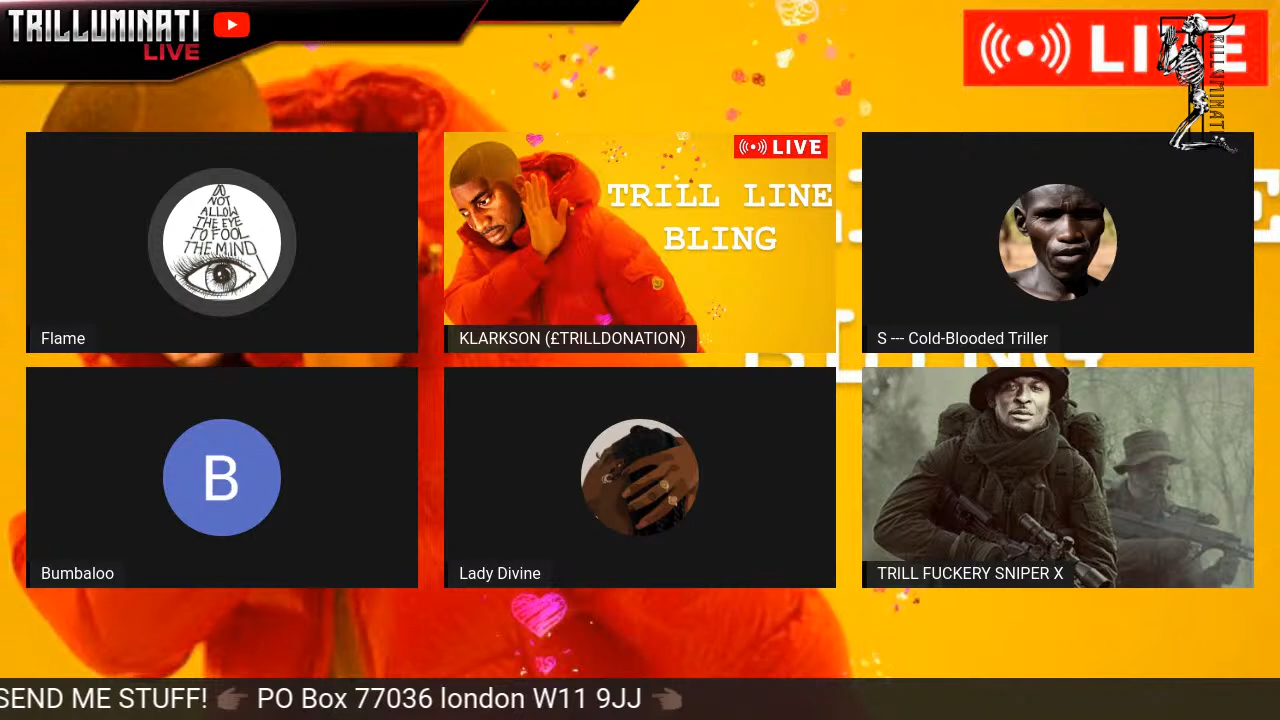 TRILLUMINATI
LIVE
LIVE
TRILLUMINATI
DO
NOT
ALLOW
THE EYE
TO FOOL
THE MIND
Flame
LIVE
TRILL LINE
BLING
KLARKSON (£TRILLDONATION)
S --- Cold-Blooded Triller
B
Bumbaloo
Lady Divine
TRILL FUCKERY SNIPER X
SEND ME STUFF! PO Box 77036 london W11 9JJ